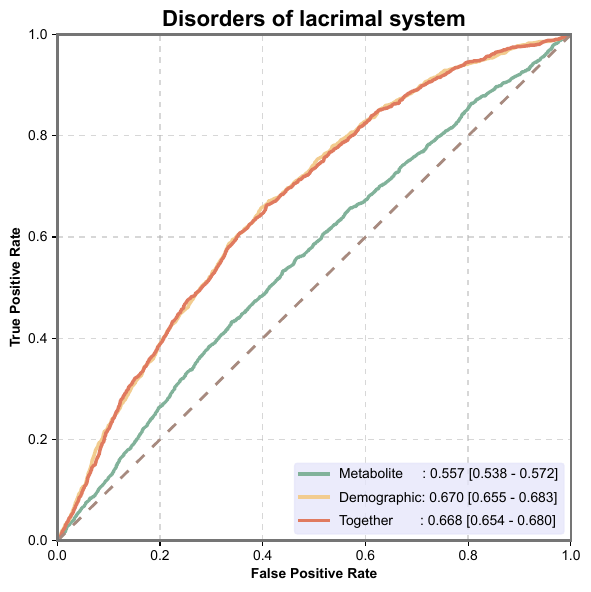 Disorders of lacrimal system
True Positive Rate
1.0
0.8
0.6
0.4
0.2
0.0
Metabolite : 0.557 [0.538 - 0.572]
Demographic: 0.670 [0.655 - 0.683]
Together : 0.668 [0.654 - 0.680]
0.0 0.2 0.4 0.6 0.8 1.0
False Positive Rate